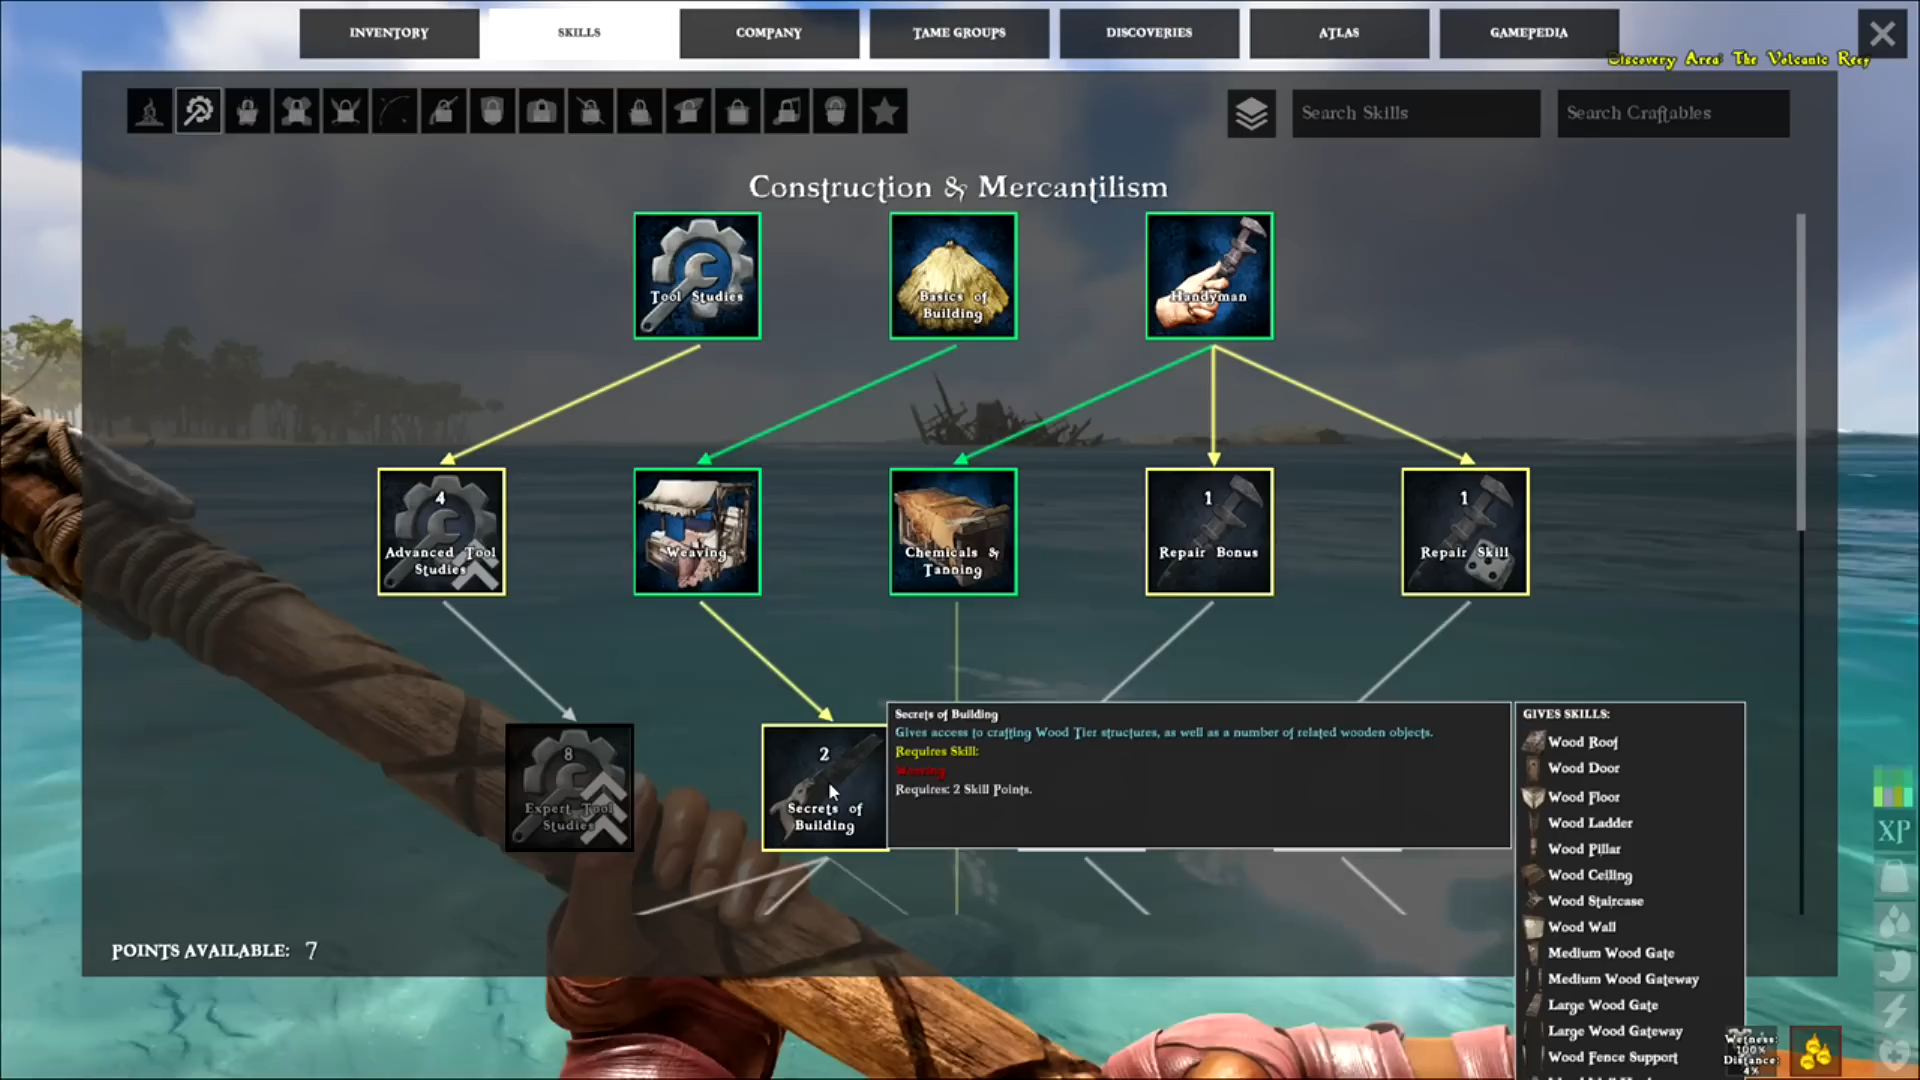 INVENTORY
SKILLS
COMPANY
TAME GROUPS
DISCOVERIES
ATLAS
GAMEPEDIA
Discovery Area: The Volcanic Reef
Search Skills
Search Craftables
Construction & Mercantilism
Tool Studies
Basics of
Building
Handyman
4
Advanced Tool
Studies
Weaving
Chemicals &
Tanning
1
Repair Bonus
1
Repair Skill
8
Expert Tool
Studies
2
Secrets of
Building
Secrets of Building
Gives access to crafting Wood Tier structures, as well as a number of related wooden objects.
Requires Skill:
Weaving
Requires: 2 Skill Points.
GIVES SKILLS:
Wood Roof
Wood Door
Wood Floor
Wood Ladder
Wood Pillar
Wood Ceiling
Wood Staircase
Wood Wall
Medium Wood Gate
Medium Wood Gateway
Large Wood Gate
Large Wood Gateway
Wood Fence Support
XP
POINTS AVAILABLE: 7
Wetness:
100%
Distance:
4%